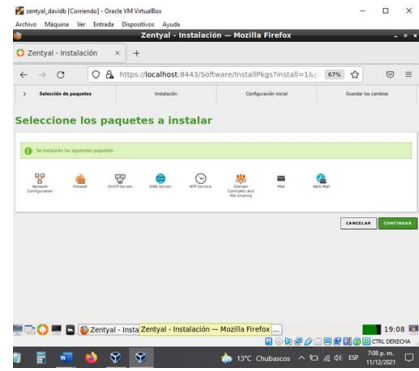 zentyal_davidb [Corriendo] - Oracle VM VirtualBox
Archivo Máquina Ver Entrada Dispositivos Ayuda
Zentyal - Instalación — Mozilla Firefox
Zentyal - Instalación
https://localhost:8443/Software/InstallPkgs?install=1&
67%
Selección de paquetes
Instalación
Configuración inicial
Guardar los cambios
Seleccione los paquetes a instalar
Se instalarán los siguientes paquetes:
Network Configuration
Firewall
DHCP Server
DNS Server
NTP Service
Domain Controller and File Sharing
Mail
Web Mail
CANCELAR
CONTINUAR
Zentyal - Insta
Zentyal - Instalación — Mozilla Firefox
19:08
CTRL DERECHA
13°C Chubascos
ESP
7:08 p. m.
11/12/2021